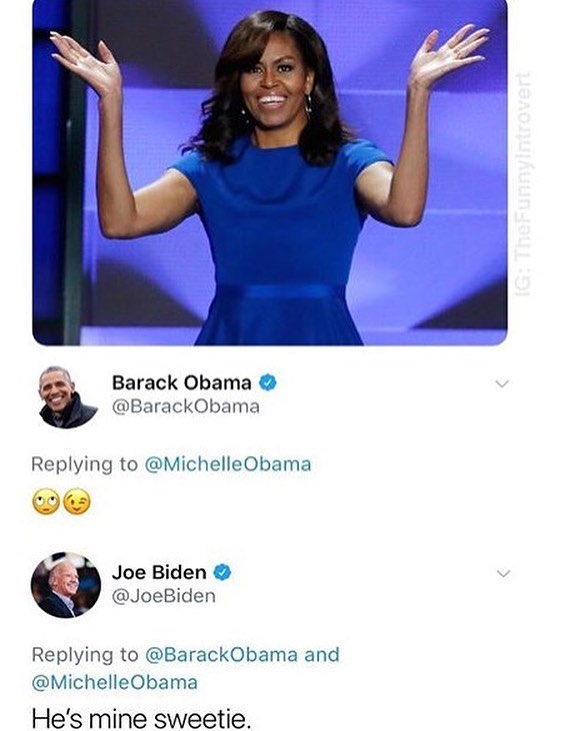 IG: TheFunnyIntrovert
Barack Obama
@BarackObama
Replying to @MichelleObama
🙄😉
Joe Biden
@JoeBiden
Replying to @BarackObama and
@MichelleObama
He's mine sweetie.